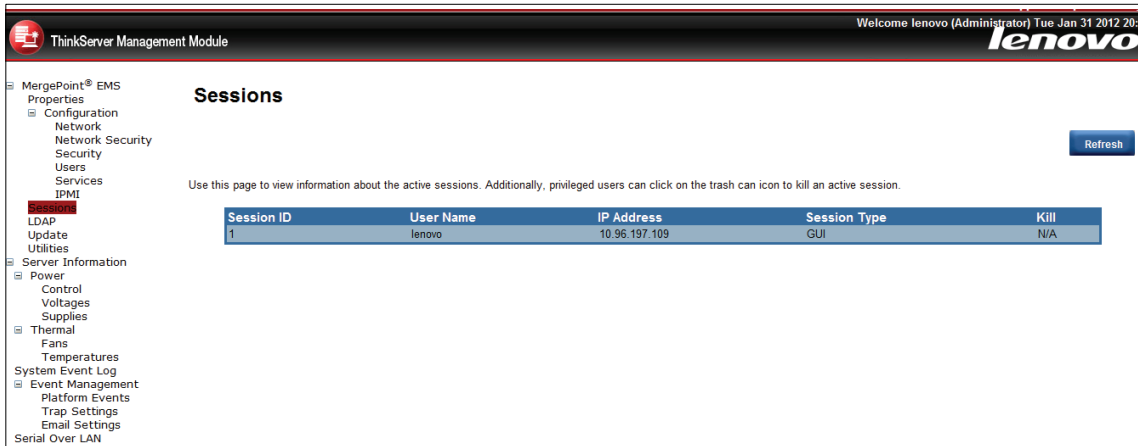 Welcome lenovo (Administrator) Tue Jan 31 2012 20:
ThinkServer Management Module
lenovo
MergePoint® EMS
Properties
Configuration
Network
Network Security
Security
Users
Services
IPMI
Sessions
LDAP
Update
Utilities
Server Information
Power
Control
Voltages
Supplies
Thermal
Fans
Temperatures
System Event Log
Event Management
Platform Events
Trap Settings
Email Settings
Serial Over LAN
Sessions
Refresh
Use this page to view information about the active sessions. Additionally, privileged users can click on the trash can icon to kill an active session.
Session ID User Name IP Address Session Type Kill
1 lenovo 10.96.197.109 GUI N/A